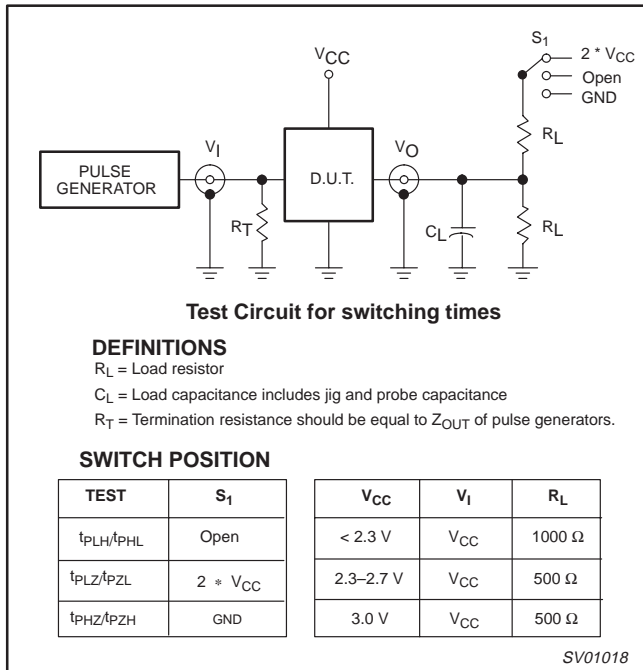 S1
2 * VCC
Open
GND
VCC
RL
VI
VO
PULSE GENERATOR
D.U.T.
RT
CL
RL
Test Circuit for switching times
DEFINITIONS
RL = Load resistor
CL = Load capacitance includes jig and probe capacitance
RT = Termination resistance should be equal to ZOUT of pulse generators.
SWITCH POSITION
TEST S1
tPLH/tPHL Open
tPLZ/tPZL 2 * VCC
tPHZ/tPZH GND
VCC VI RL
< 2.3 V VCC 1000 Ω
2.3–2.7 V VCC 500 Ω
3.0 V VCC 500 Ω
SV01018